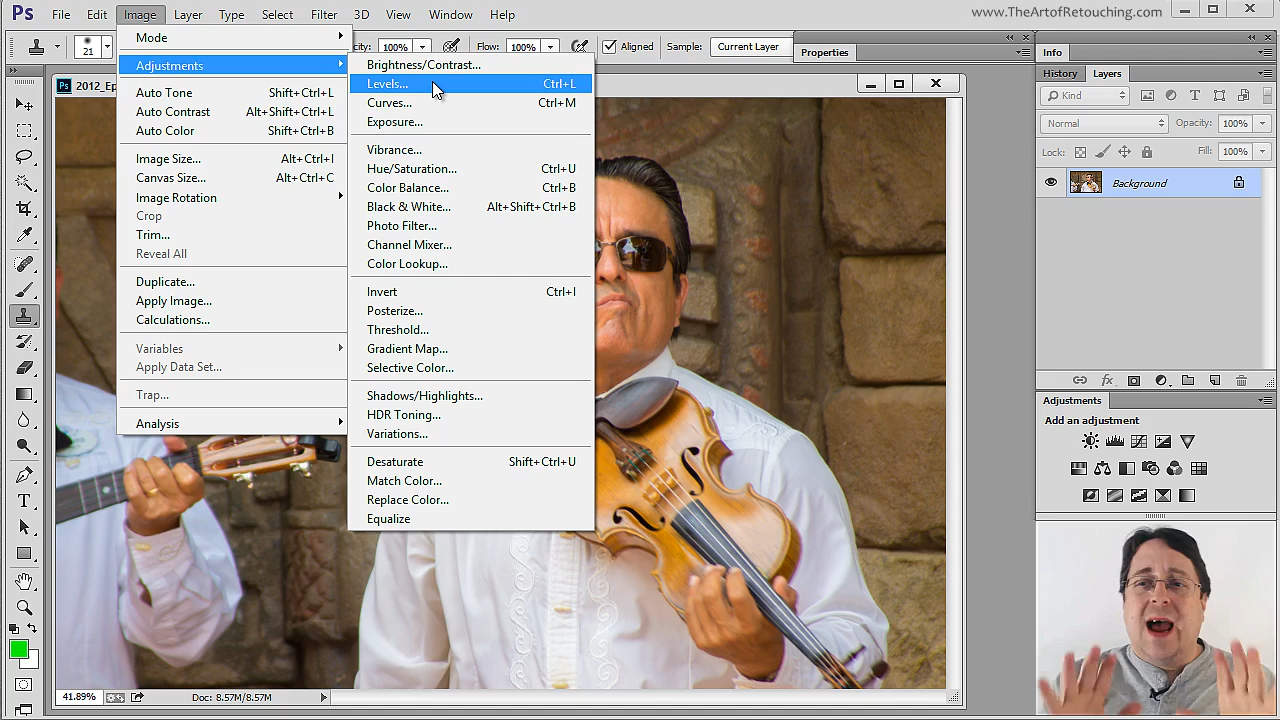 Ps File Edit Image Layer Type Select Filter 3D View Window Help
www.TheArtofRetouching.com
21
100% Flow: 100% Aligned Sample: Current Layer
Properties
Info
Mode
Adjustments
Auto Tone Shift+Ctrl+L
Auto Contrast Alt+Shift+Ctrl+L
Auto Color Shift+Ctrl+B
Image Size... Alt+Ctrl+I
Canvas Size... Alt+Ctrl+C
Image Rotation
Crop
Trim...
Reveal All
Duplicate...
Apply Image...
Calculations...
Variables
Apply Data Set...
Trap...
Analysis
Brightness/Contrast...
Levels... Ctrl+L
Curves... Ctrl+M
Exposure...
Vibrance...
Hue/Saturation... Ctrl+U
Color Balance... Ctrl+B
Black & White... Alt+Shift+Ctrl+B
Photo Filter...
Channel Mixer...
Color Lookup...
Invert Ctrl+I
Posterize...
Threshold...
Gradient Map...
Selective Color...
Shadows/Highlights...
HDR Toning...
Variations...
Desaturate Shift+Ctrl+U
Match Color...
Replace Color...
Equalize
Ps
History Layers
Kind
Normal Opacity: 100%
Lock: Fill: 100%
Background
Adjustments
Add an adjustment
41.89% Doc: 8.57M/8.57M